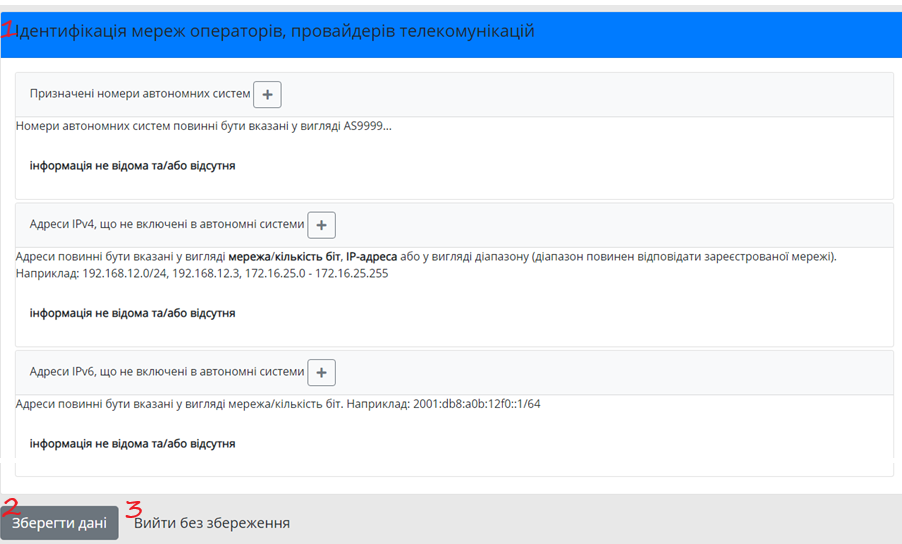 1 Ідентифікація мереж операторів, провайдерів телекомунікацій
Призначені номери автономних систем +
Номери автономних систем повинні бути вказані у вигляді AS9999...
інформація не відома та/або відсутня
Адреси IPv4, що не включені в автономні системи +
Адреси повинні бути вказані у вигляді мережа/кількість біт, IP-адреса або у вигляді діапазону (діапазон повинен відповідати зареєстрованої мережі).
Наприклад: 192.168.12.0/24, 192.168.12.3, 172.16.25.0 - 172.16.25.255
інформація не відома та/або відсутня
Адреси IPv6, що не включені в автономні системи +
Адреси повинні бути вказані у вигляді мережа/кількість біт. Наприклад: 2001:db8:a0b:12f0::1/64
інформація не відома та/або відсутня
2 Зберегти дані 3 Вийти без збереження